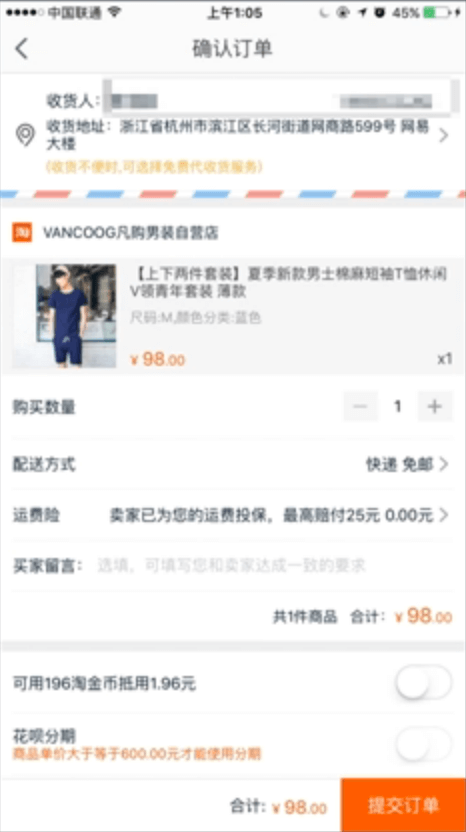 中国联通 上午1:05 45%
确认订单
收货人:
收货地址: 浙江省杭州市滨江区长河街道网商路599号 网易
大楼
(收货不便时,可选择免费代收货服务)
淘 VANCOOG凡购男装自营店
【上下两件套装】夏季新款男士棉麻短袖T恤休闲
V领青年套装 薄款
尺码:M,颜色分类:蓝色
¥ 98.00 x1
购买数量 1
配送方式 快递 免邮
运费险 卖家已为您的运费投保，最高赔付25元 0.00元
买家留言: 选填，可填写您和卖家达成一致的要求
共1件商品 合计: ¥ 98.00
可用196淘金币抵用1.96元
花呗分期
商品单价大于等于600.00元才能使用分期
合计: ¥ 98.00 提交订单